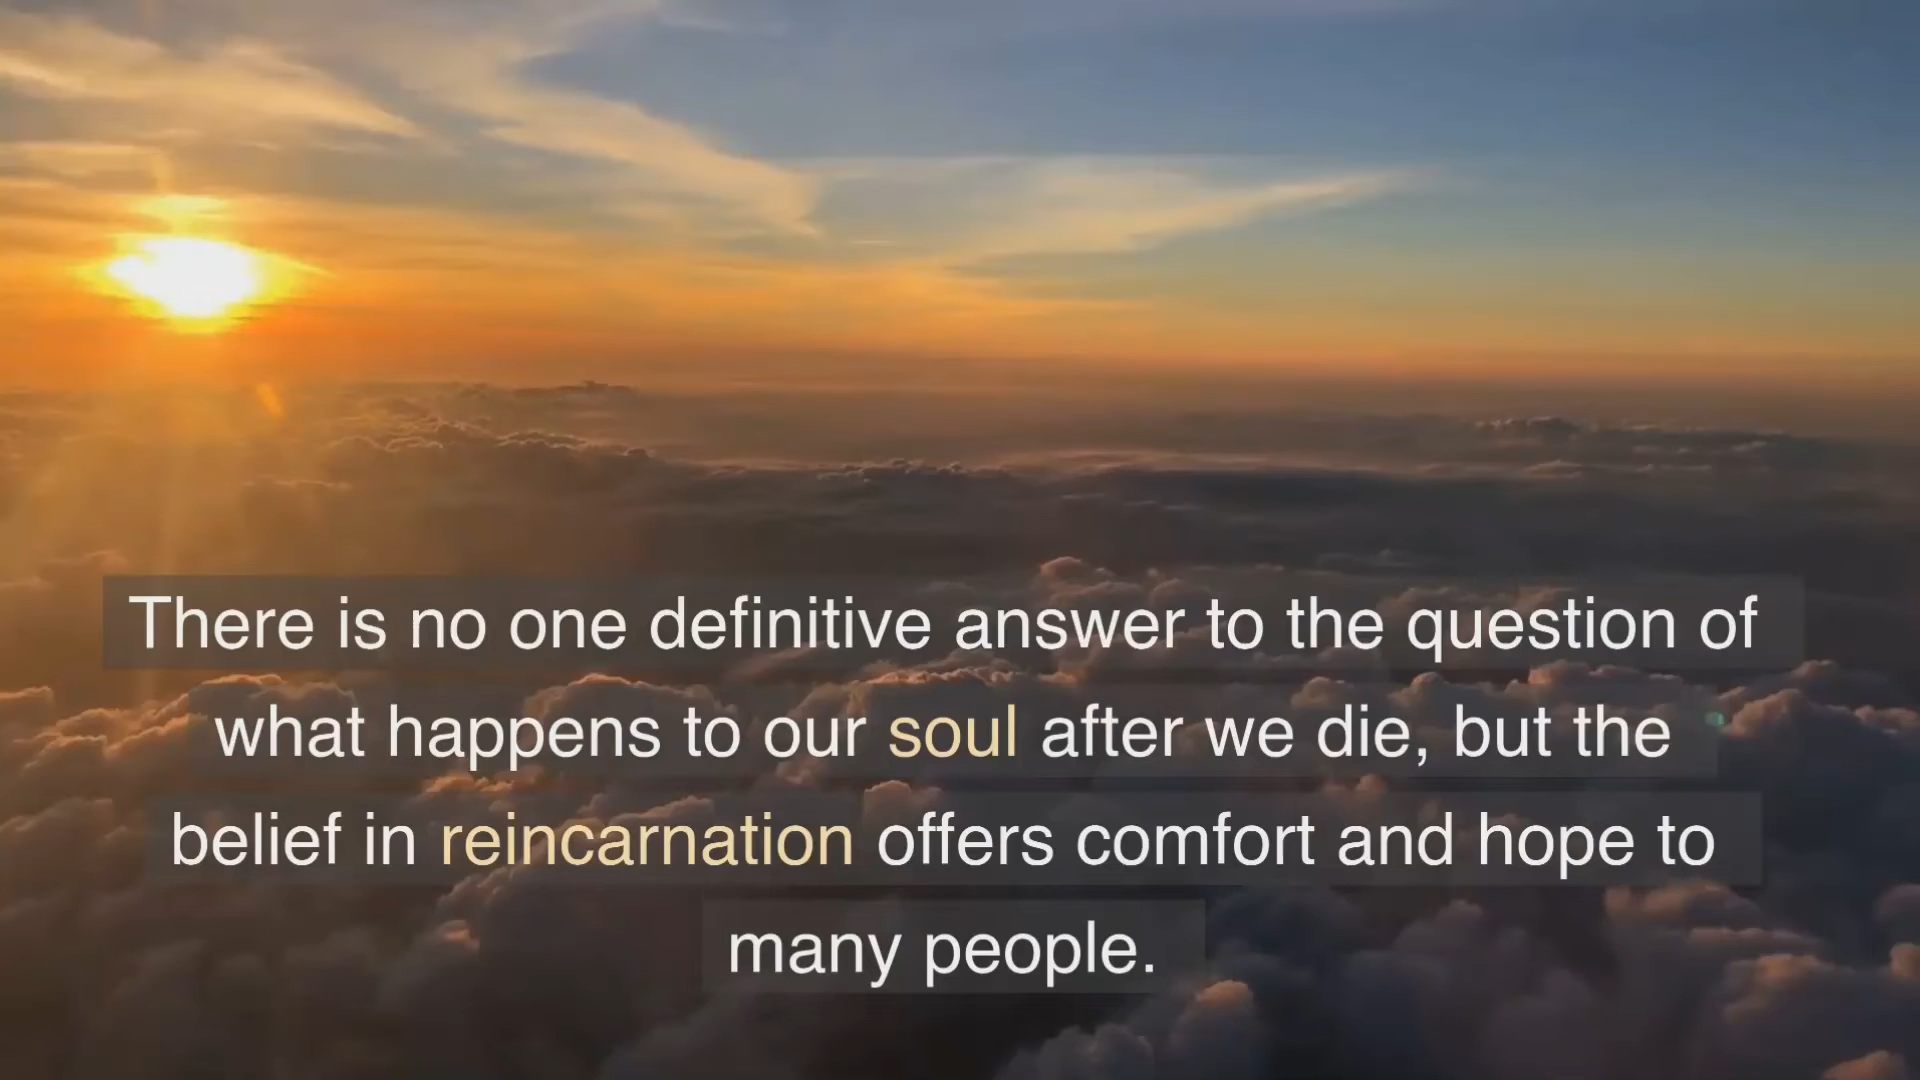 There is no one definitive answer to the question of
what happens to our soul after we die, but the
belief in reincarnation offers comfort and hope to
many people.